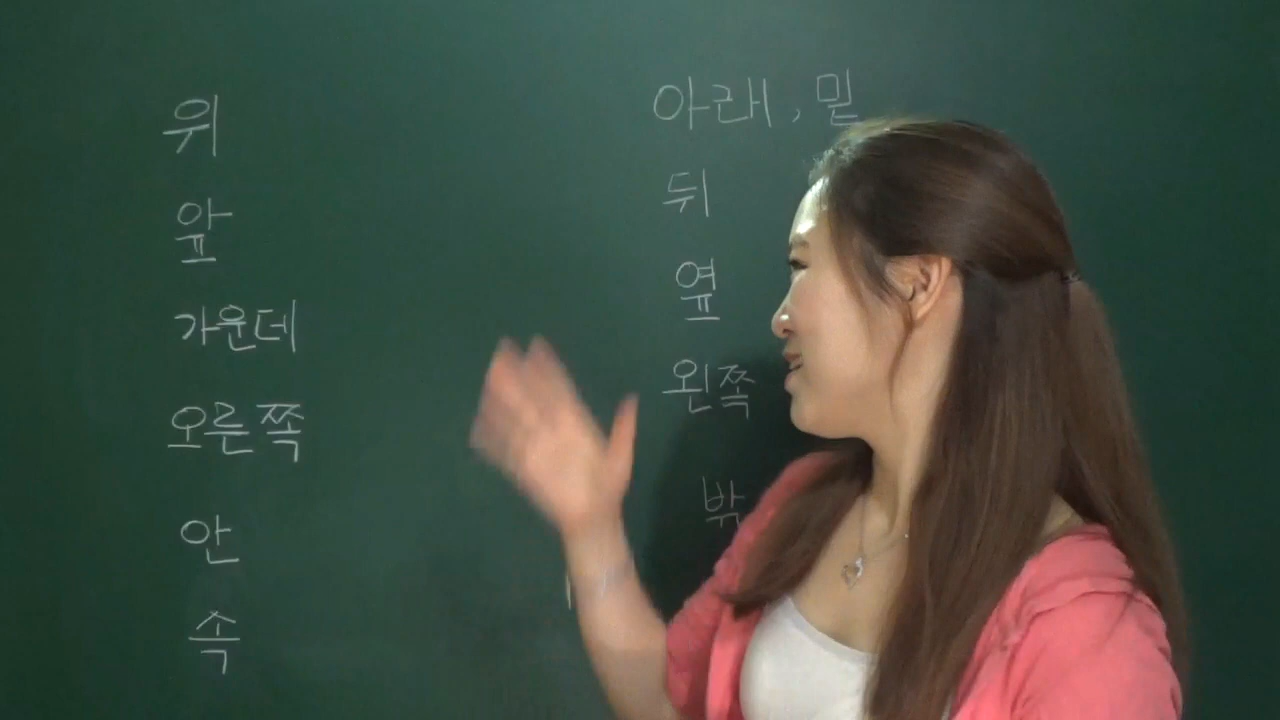 위
앞
가운데
오른쪽
안
속
아래, 밑
뒤
옆
왼쪽
밖